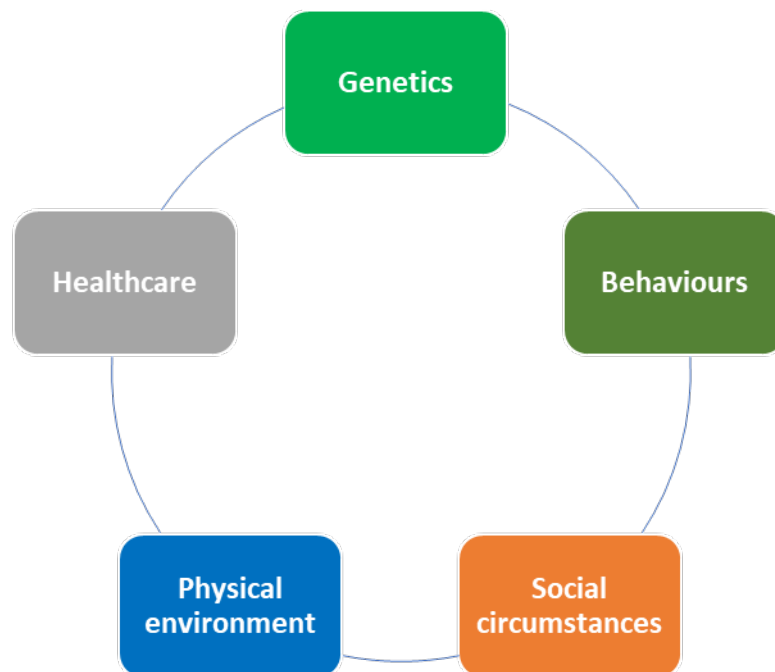 Genetics
Behaviours
Social
circumstances
Physical
environment
Healthcare